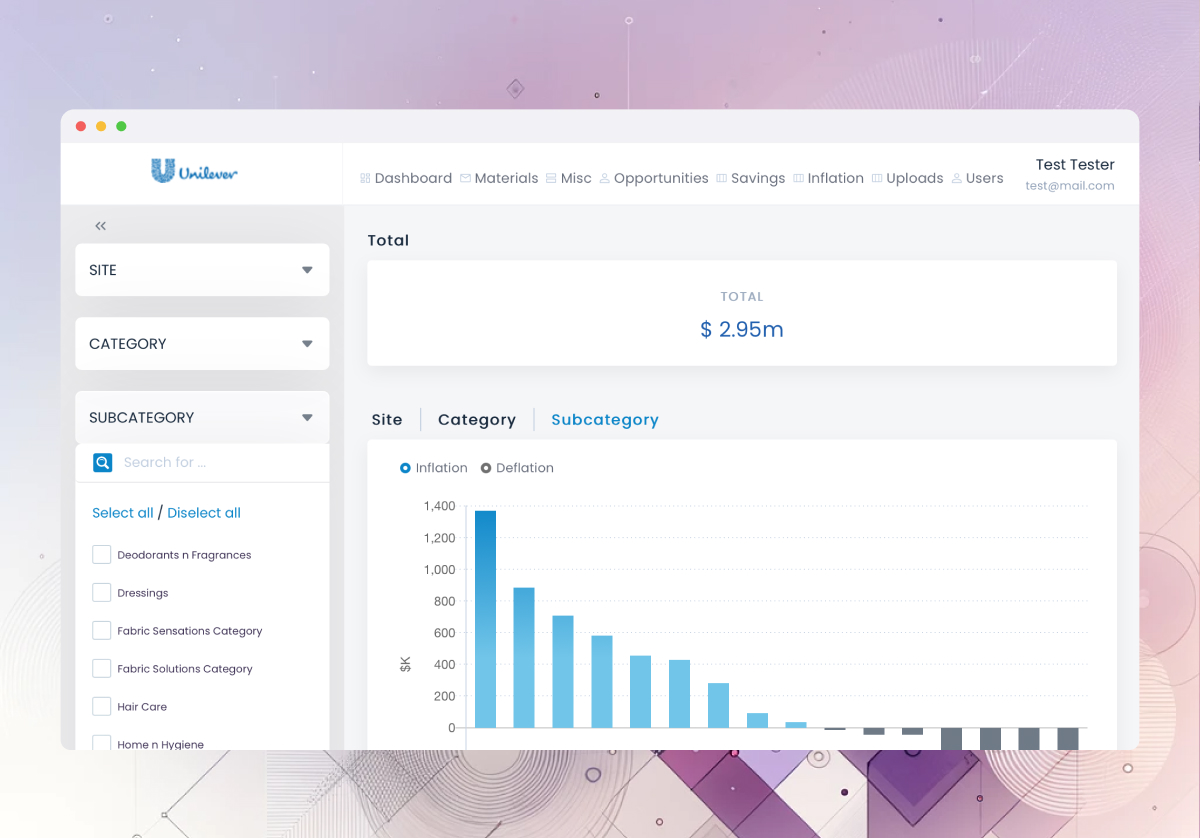 Unilever
Dashboard Materials Misc Opportunities Savings Inflation Uploads Users
Test Tester
test@mail.com
SITE
CATEGORY
SUBCATEGORY
Search for ...
Select all / Diselect all
Deodorants n Fragrances
Dressings
Fabric Sensations Category
Fabric Solutions Category
Hair Care
Home n Hygiene
Total
TOTAL
$ 2.95m
Site Category Subcategory
Inflation Deflation
$K
1,400
1,200
1,000
800
600
400
200
0